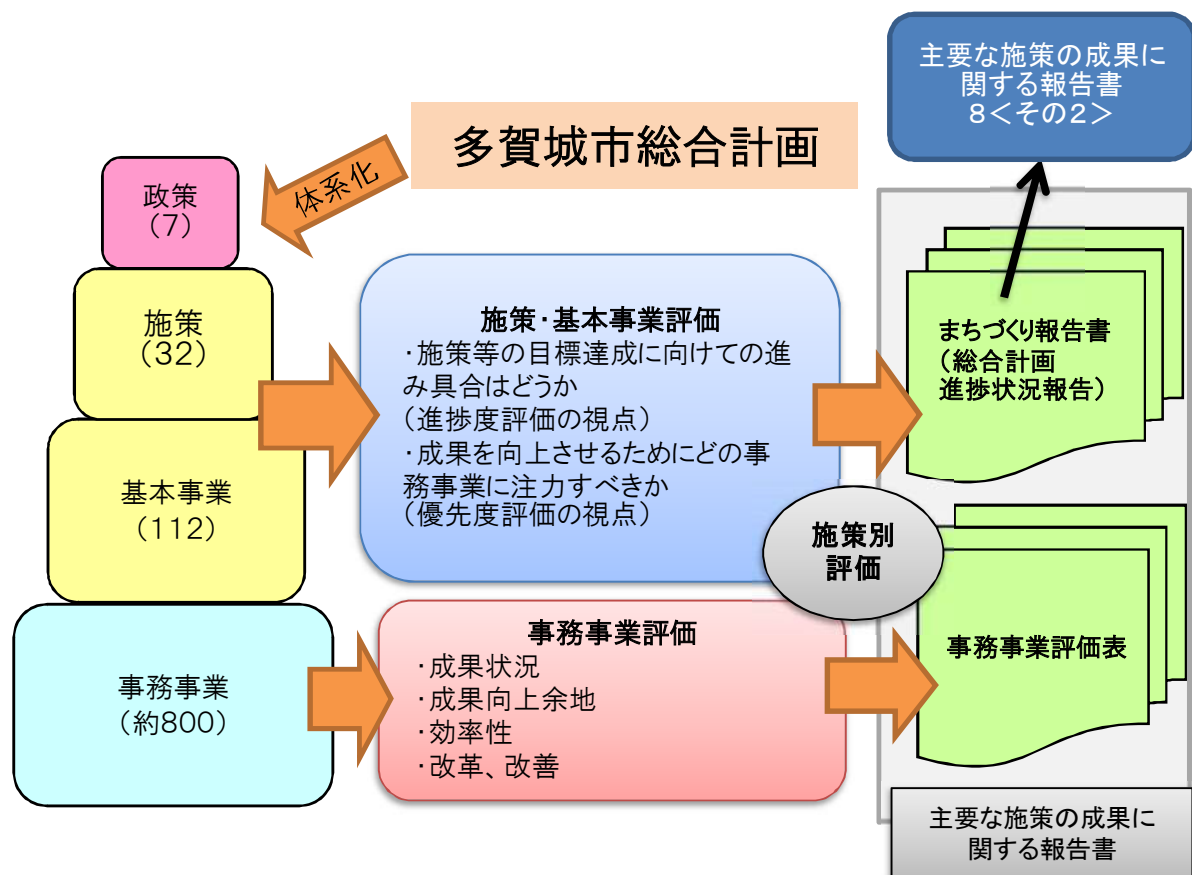 主要な施策の成果に
関する報告書
８＜その２＞
多賀城市総合計画
体系化
政策
（７）
施策
（32）
基本事業
（112）
事務事業
（約800）
施策・基本事業評価
・施策等の目標達成に向けての進
み具合はどうか
（進捗度評価の視点）
・成果を向上させるためにどの事
務事業に注力すべきか
（優先度評価の視点）
事務事業評価
・成果状況
・成果向上余地
・効率性
・改革、改善
施策別
評価
まちづくり報告書
（総合計画
進捗状況報告）
事務事業評価表
主要な施策の成果に
関する報告書